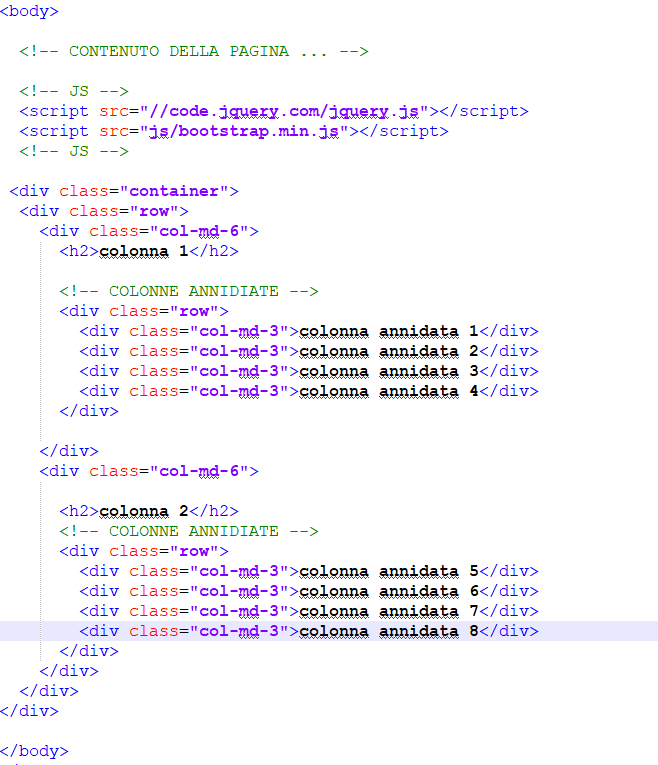 <body>
<!-- CONTENUTO DELLA PAGINA ... -->
<!-- JS -->
<script src="//code.jquery.com/jquery.js"></script>
<script src="js/bootstrap.min.js"></script>
<!-- JS -->
<div class="container">
<div class="row">
<div class="col-md-6">
<h2>colonna 1</h2>
<!-- COLONNE ANNIDIATE -->
<div class="row">
<div class="col-md-3">colonna annidata 1</div>
<div class="col-md-3">colonna annidata 2</div>
<div class="col-md-3">colonna annidata 3</div>
<div class="col-md-3">colonna annidata 4</div>
</div>
</div>
<div class="col-md-6">
<h2>colonna 2</h2>
<!-- COLONNE ANNIDIATE -->
<div class="row">
<div class="col-md-3">colonna annidata 5</div>
<div class="col-md-3">colonna annidata 6</div>
<div class="col-md-3">colonna annidata 7</div>
<div class="col-md-3">colonna annidata 8</div>
</div>
</div>
</div>
</div>
</body>